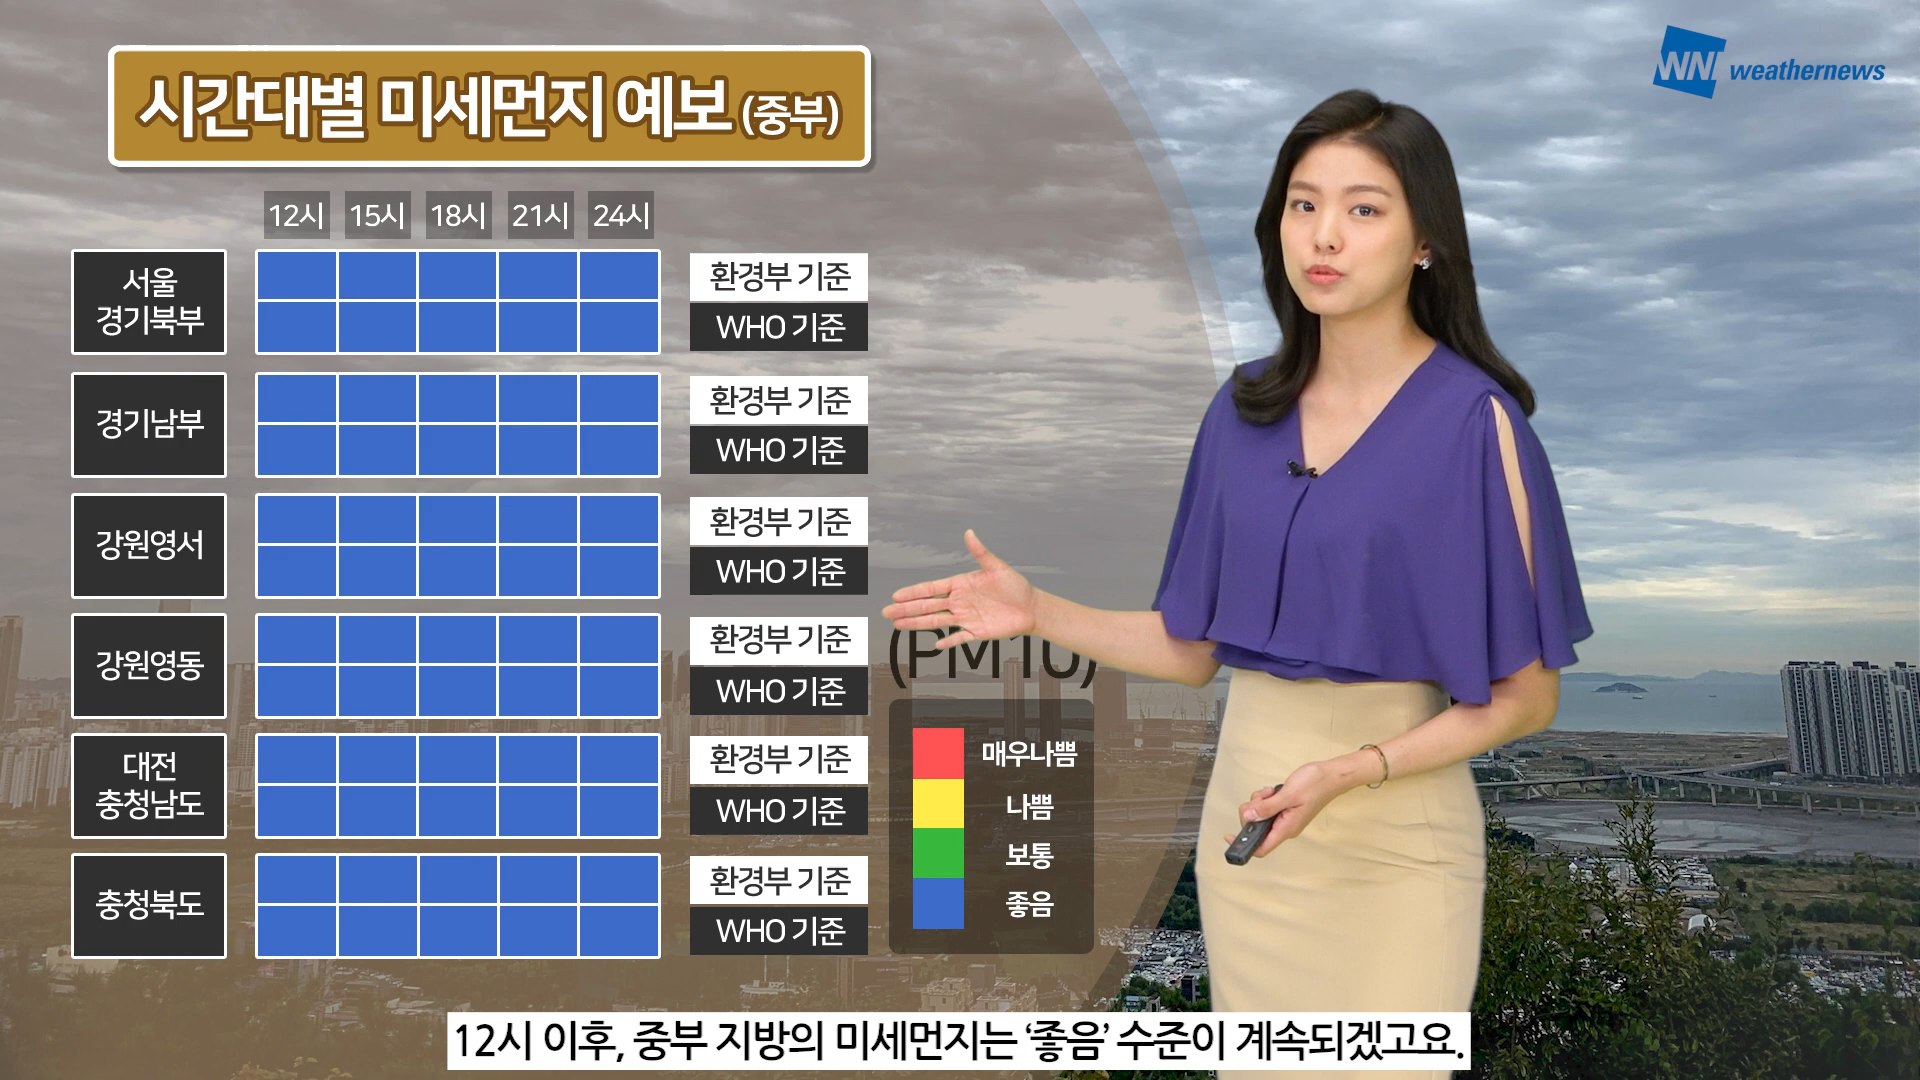 시간대별 미세먼지 예보 (중부)
WN weathernews
12시 15시 18시 21시 24시
서울
경기북부
환경부 기준
WHO 기준
경기남부
환경부 기준
WHO 기준
강원영서
환경부 기준
WHO 기준
강원영동
환경부 기준
WHO 기준
대전
충청남도
환경부 기준
WHO 기준
충청북도
환경부 기준
WHO 기준
(PM10)
매우나쁨
나쁨
보통
좋음
12시 이후, 중부 지방의 미세먼지는 ‘좋음’ 수준이 계속되겠고요.